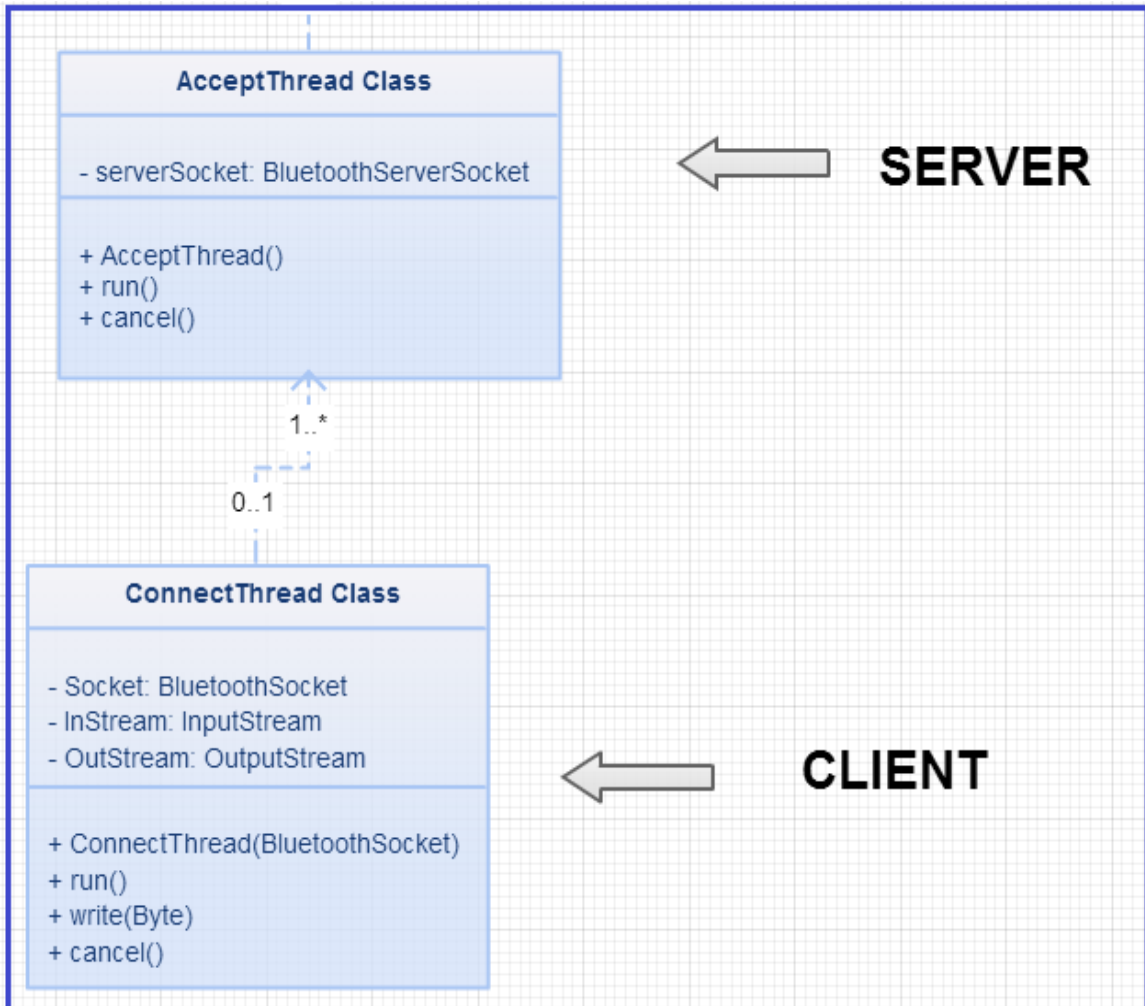 AcceptThread Class
- serverSocket: BluetoothServerSocket
SERVER
+ AcceptThread()
+ run()
+ cancel()
1..*
0..1
ConnectThread Class
- Socket: BluetoothSocket
- InStream: InputStream
- OutStream: OutputStream
CLIENT
+ ConnectThread(BluetoothSocket)
+ run()
+ write(Byte)
+ cancel()